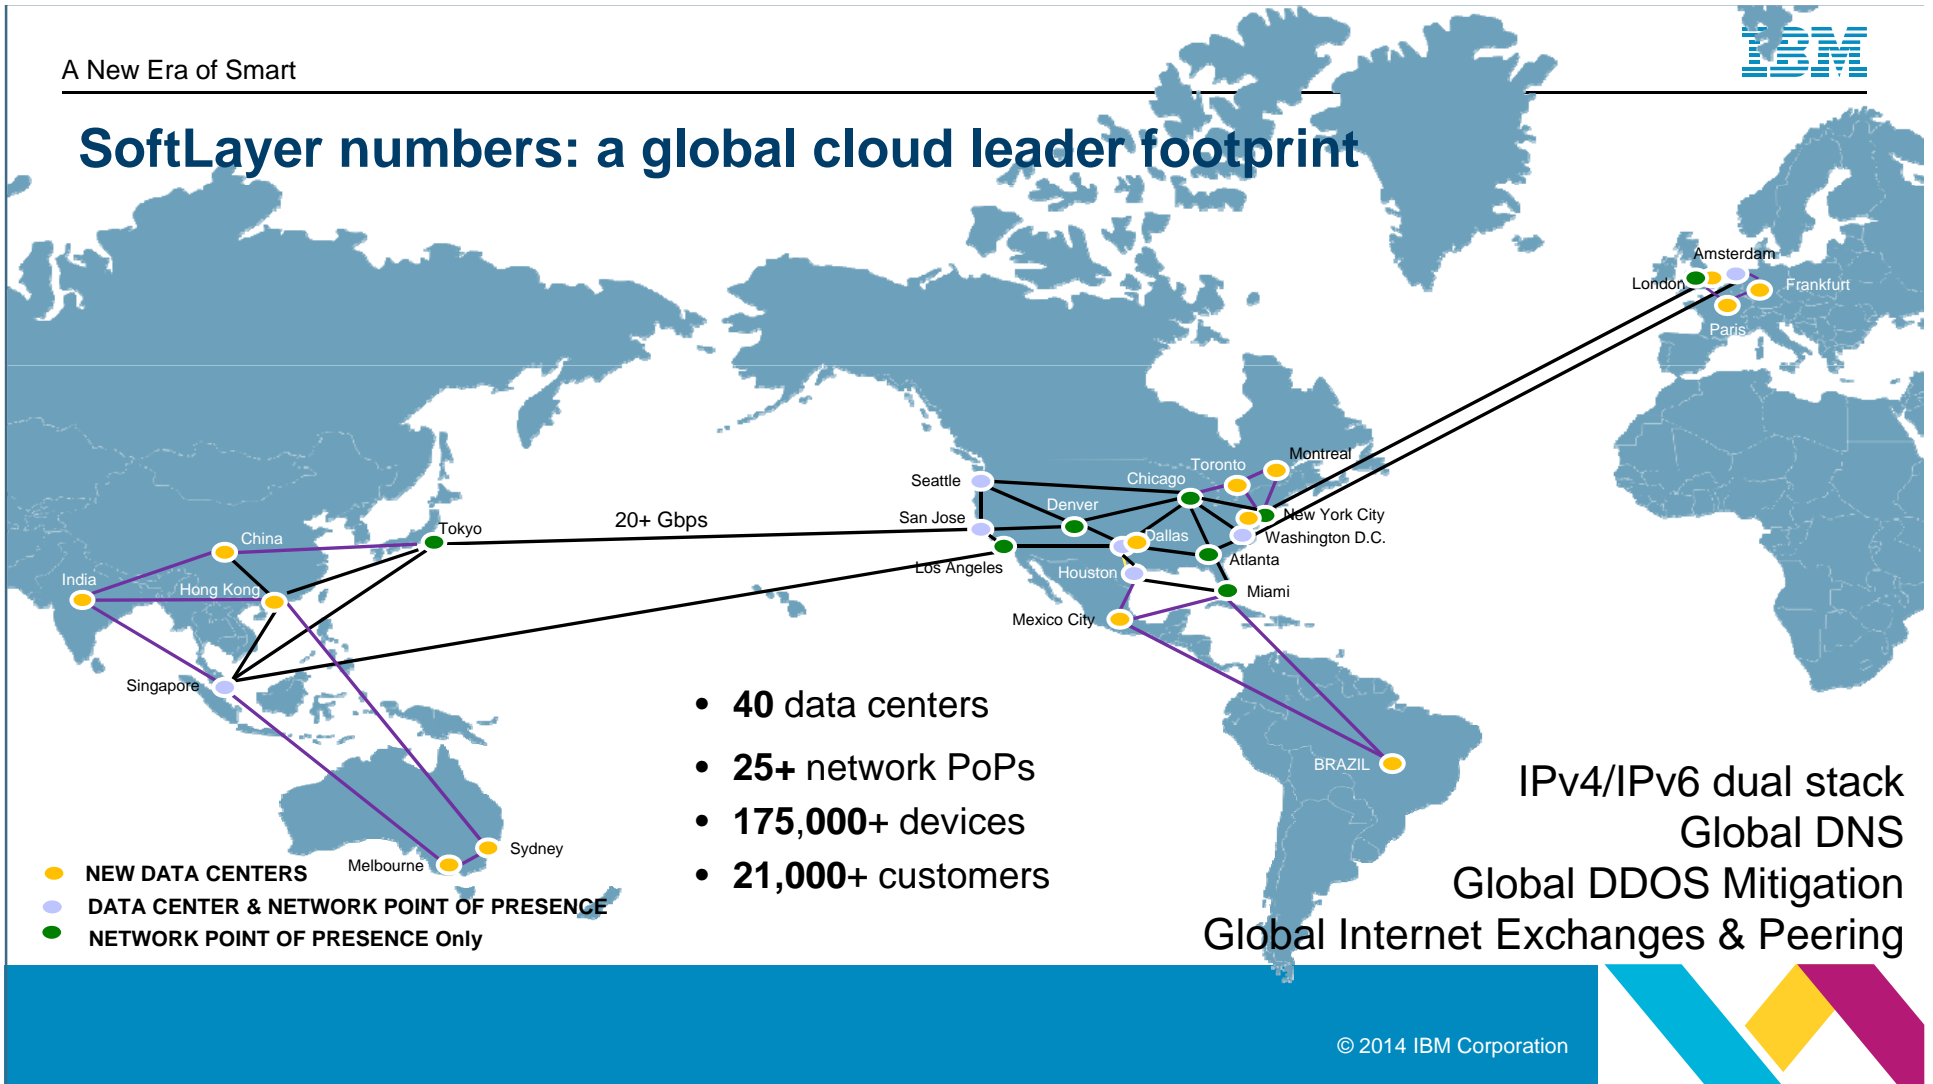 A New Era of Smart
IBM
SoftLayer numbers: a global cloud leader footprint
Amsterdam
London
Frankfurt
Paris
Montreal
Toronto
Chicago
Seattle
Denver
San Jose
New York City
20+ Gbps
Tokyo
China
Washington D.C.
Dallas
Atlanta
Los Angeles
Houston
India
Hong Kong
Miami
Mexico City
Singapore
• 40 data centers
• 25+ network PoPs
• 175,000+ devices
• 21,000+ customers
BRAZIL
IPv4/IPv6 dual stack
Global DNS
Global DDOS Mitigation
Global Internet Exchanges & Peering
Sydney
Melbourne
NEW DATA CENTERS
DATA CENTER & NETWORK POINT OF PRESENCE
NETWORK POINT OF PRESENCE Only
© 2014 IBM Corporation